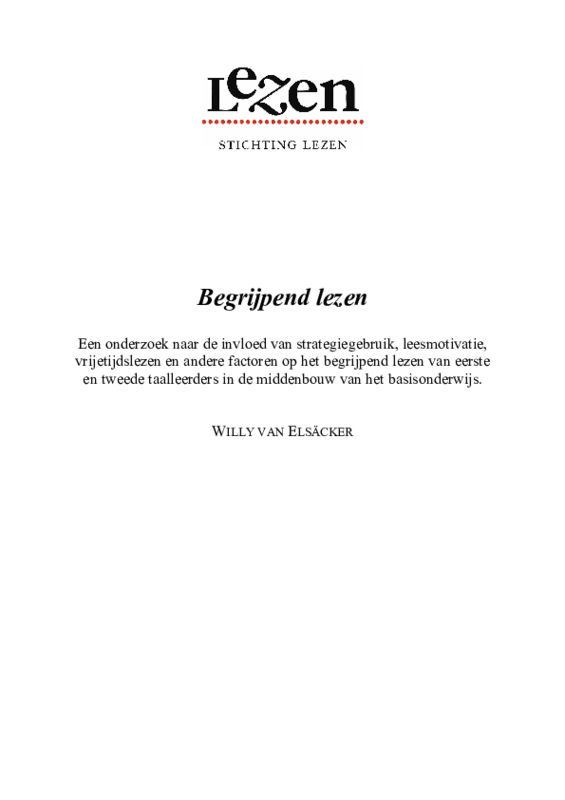 Lezen
STICHTING LEZEN
Begrijpend lezen
Een onderzoek naar de invloed van strategiegebruik, leesmotivatie,
vrijetijdslezen en andere factoren op het begrijpend lezen van eerste
en tweede taalleerders in de middenbouw van het basisonderwijs.
WILLY VAN ELSÄCKER